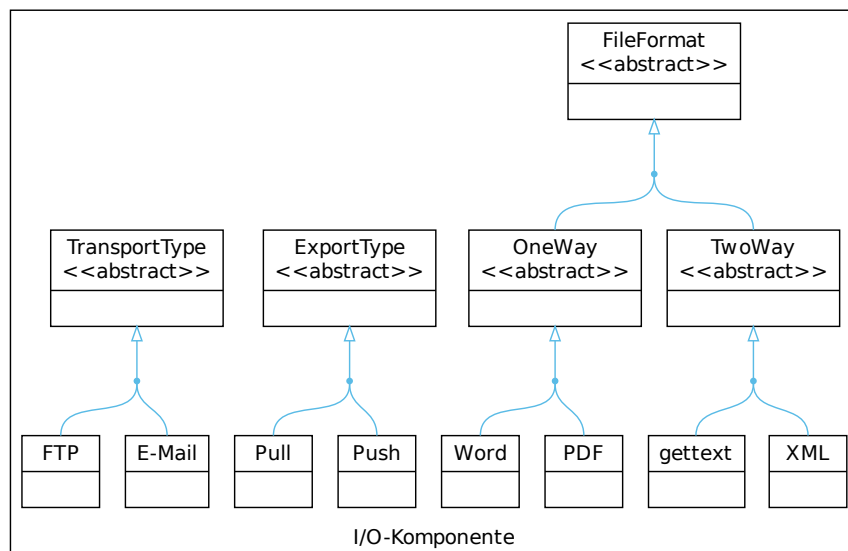 FileFormat
<<abstract>>
TransportType
<<abstract>>
ExportType
<<abstract>>
OneWay
<<abstract>>
TwoWay
<<abstract>>
FTP
E-Mail
Pull
Push
Word
PDF
gettext
XML
I/O-Komponente